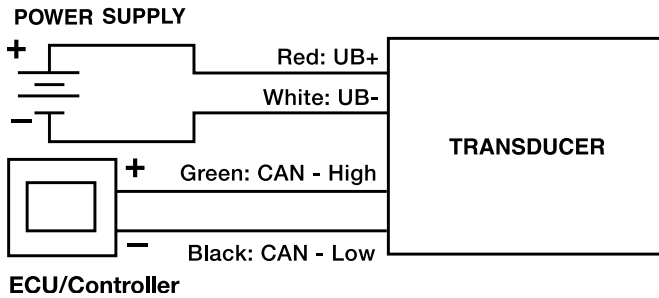 POWER SUPPLY
+
Red: UB+
White: UB-
–
TRANSDUCER
+
Green: CAN - High
–
Black: CAN - Low
ECU/Controller